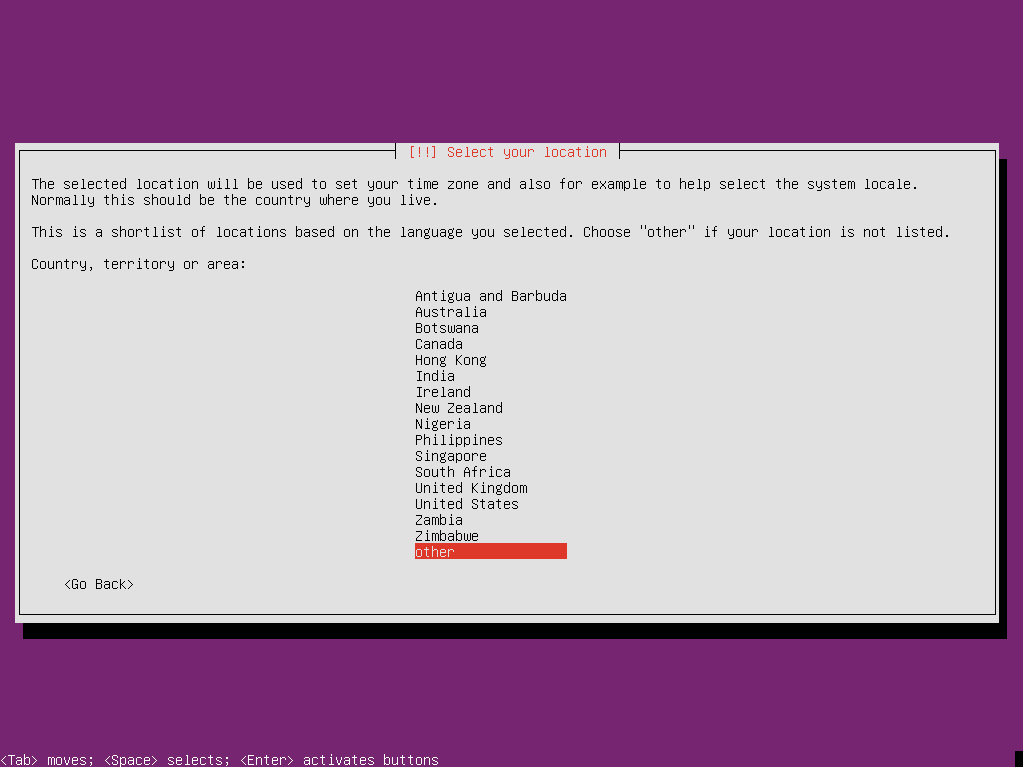 [!!] Select your location
The selected location will be used to set your time zone and also for example to help select the system locale.
Normally this should be the country where you live.
This is a shortlist of locations based on the language you selected. Choose "other" if your location is not listed.
Country, territory or area:
Antigua and Barbuda
Australia
Botswana
Canada
Hong Kong
India
Ireland
New Zealand
Nigeria
Philippines
Singapore
South Africa
United Kingdom
United States
Zambia
Zimbabwe
other
<Go Back>
<Tab> moves; <Space> selects; <Enter> activates buttons